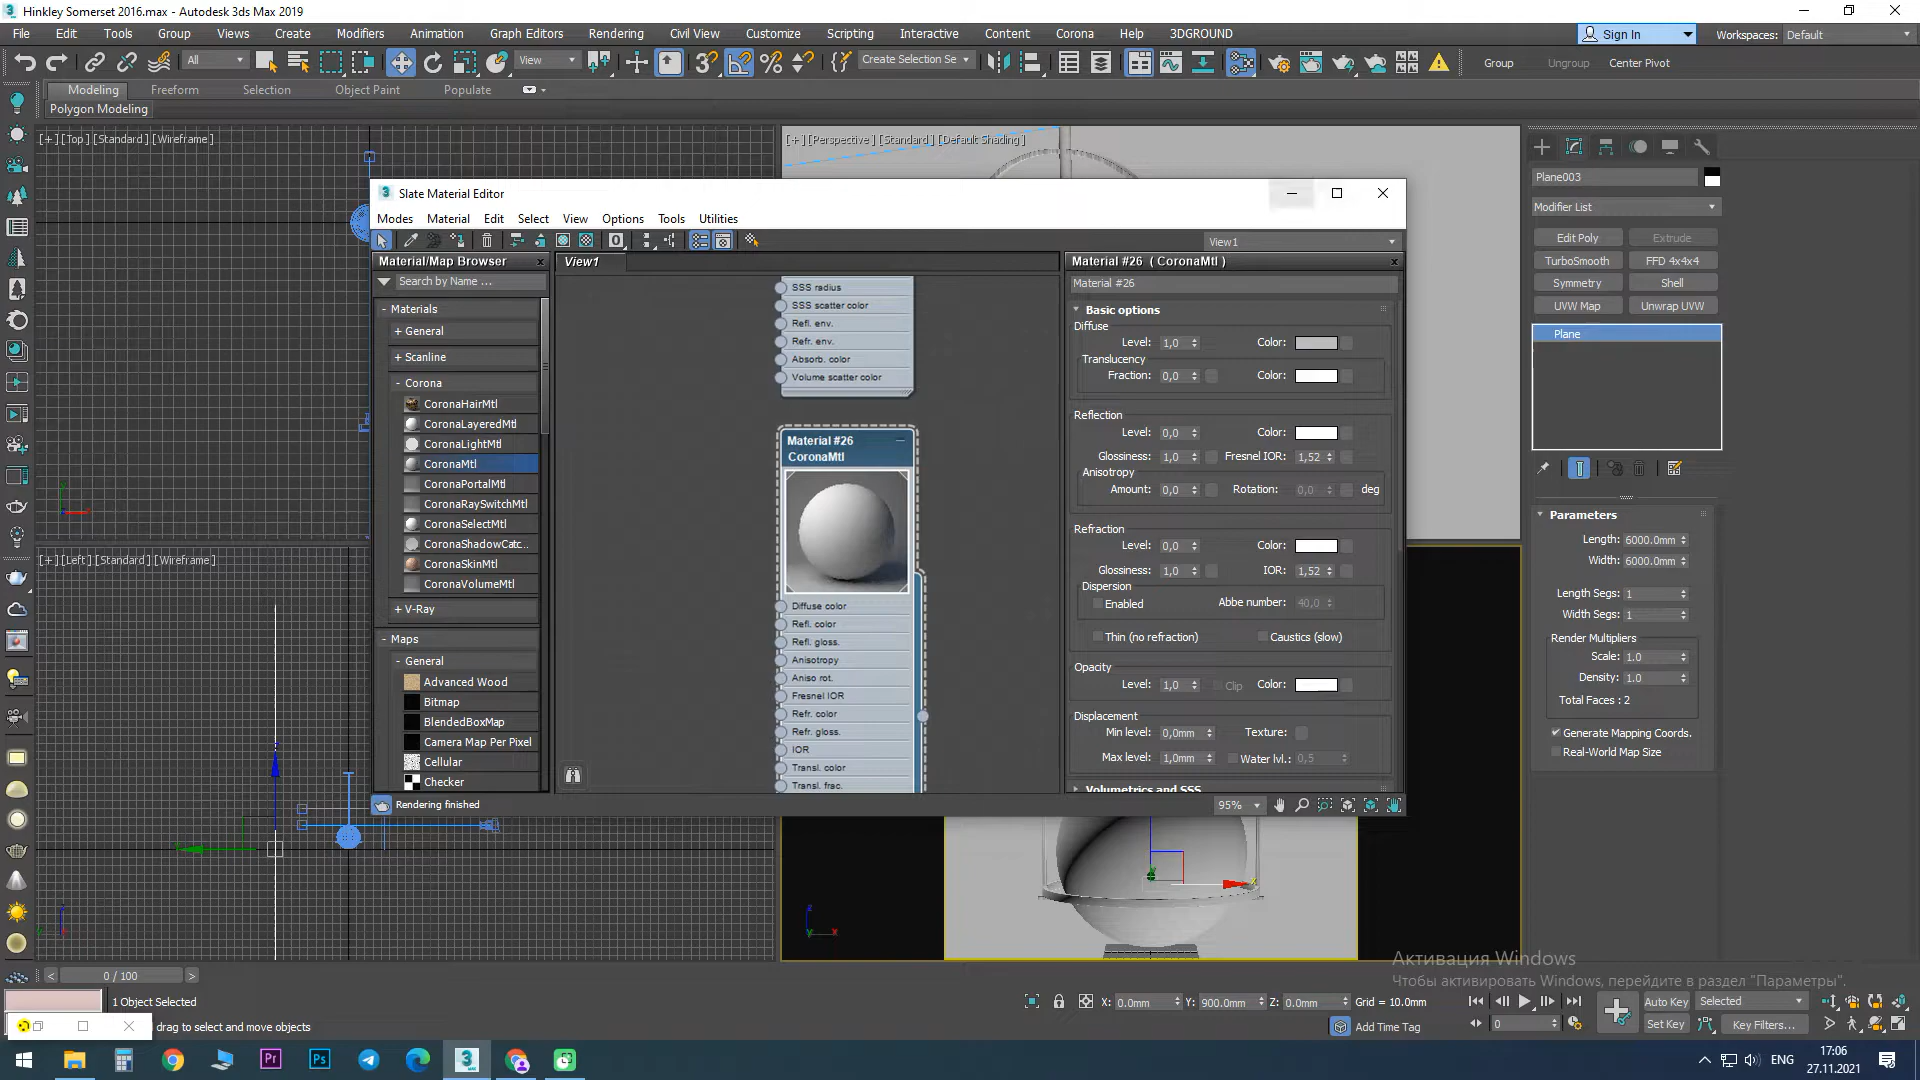 Hinkley Somerset 2016.max - Autodesk 3ds Max 2019
File Edit Tools Group Views Create Modifiers Animation Graph Editors Rendering Civil View Customize Scripting Interactive Content Corona Help 3DGROUND
Sign In
Workspaces: Default
All
View
Create Selection Se
Group Ungroup Center Pivot
Modeling Freeform Selection Object Paint Populate
Polygon Modeling
[+] [Top] [Standard] [Wireframe]
[+] [Perspective] [Standard] [Default Shading]
Slate Material Editor
Modes Material Edit Select View Options Tools Utilities
View1
Material/Map Browser
Search by Name ...
- Materials
+ General
+ Scanline
- Corona
CoronaHairMtl
CoronaLayeredMtl
CoronaLightMtl
CoronaMtl
CoronaPortalMtl
CoronaRaySwitchMtl
CoronaSelectMtl
CoronaShadowCatc...
CoronaSkinMtl
CoronaVolumeMtl
+ V-Ray
- Maps
- General
Advanced Wood
Bitmap
BlendedBoxMap
Camera Map Per Pixel
Cellular
Checker
View1
SSS radius
SSS scatter color
Refl. env.
Refr. env.
Absorb. color
Volume scatter color
Material #26
CoronaMtl
Diffuse color
Refl. color
Refl. gloss.
Anisotropy
Aniso rot.
Fresnel IOR
Refr. color
Refr. gloss.
IOR
Transl. color
Transl. frac.
Material #26 ( CoronaMtl )
Material #26
Basic options
Diffuse
Level: 1,0 Color:
Translucency
Fraction: 0,0 Color:
Reflection
Level: 0,0 Color:
Glossiness: 1,0 Fresnel IOR: 1,52
Anisotropy
Amount: 0,0 Rotation: 0,0 deg
Refraction
Level: 0,0 Color:
Glossiness: 1,0 IOR: 1,52
Dispersion
Enabled Abbe number: 40,0
Thin (no refraction) Caustics (slow)
Opacity
Level: 1,0 Clip Color:
Displacement
Min level: 0,0mm Texture:
Max level: 1,0mm Water lvl.: 0,5
Volumetrics and SSS
Rendering finished
95%
Plane003
Modifier List
Edit Poly Extrude
TurboSmooth FFD 4x4x4
Symmetry Shell
UVW Map Unwrap UVW
Plane
Parameters
Length: 6000.0mm
Width: 6000.0mm
Length Segs: 1
Width Segs: 1
Render Multipliers
Scale: 1.0
Density: 1.0
Total Faces : 2
Generate Mapping Coords.
Real-World Map Size
[+] [Left] [Standard] [Wireframe]
Активация Windows
Чтобы активировать Windows, перейдите в раздел "Параметры".
0 / 100
1 Object Selected
drag to select and move objects
X: 0.0mm Y: 900.0mm Z: 0.0mm Grid = 10.0mm
Add Time Tag
0
Auto Key Selected
Set Key Key Filters...
ENG
17:06
27.11.2021